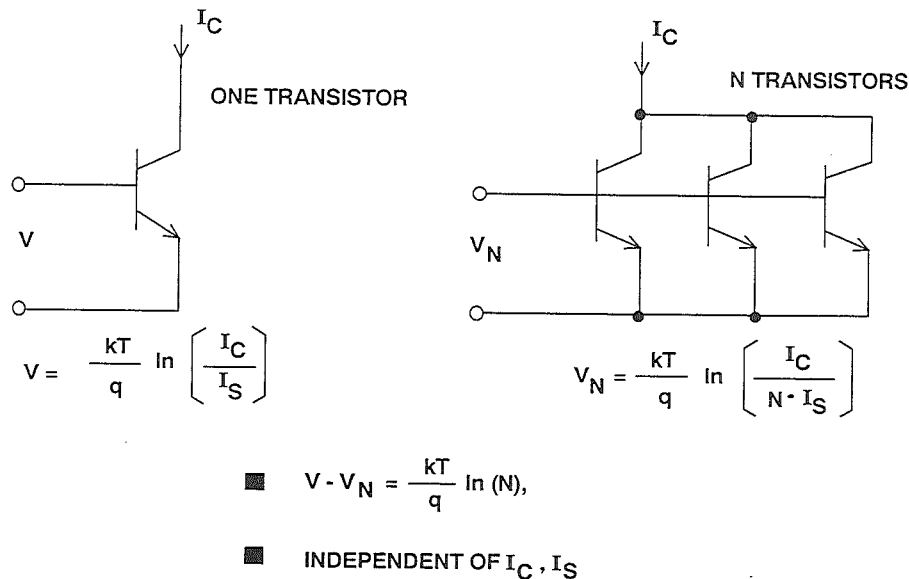 I_C
ONE TRANSISTOR
V
V = kT/q ln [I_C/I_S]
I_C
N TRANSISTORS
V_N
V_N = kT/q ln [I_C/N · I_S]
■ V - V_N = kT/q ln (N),
■ INDEPENDENT OF I_C, I_S